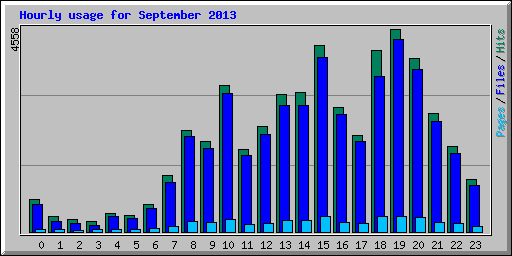 Hourly usage for September 2013
4558
Pages/Files/Hits
0 1 2 3 4 5 6 7 8 9 10 11 12 13 14 15 16 17 18 19 20 21 22 23